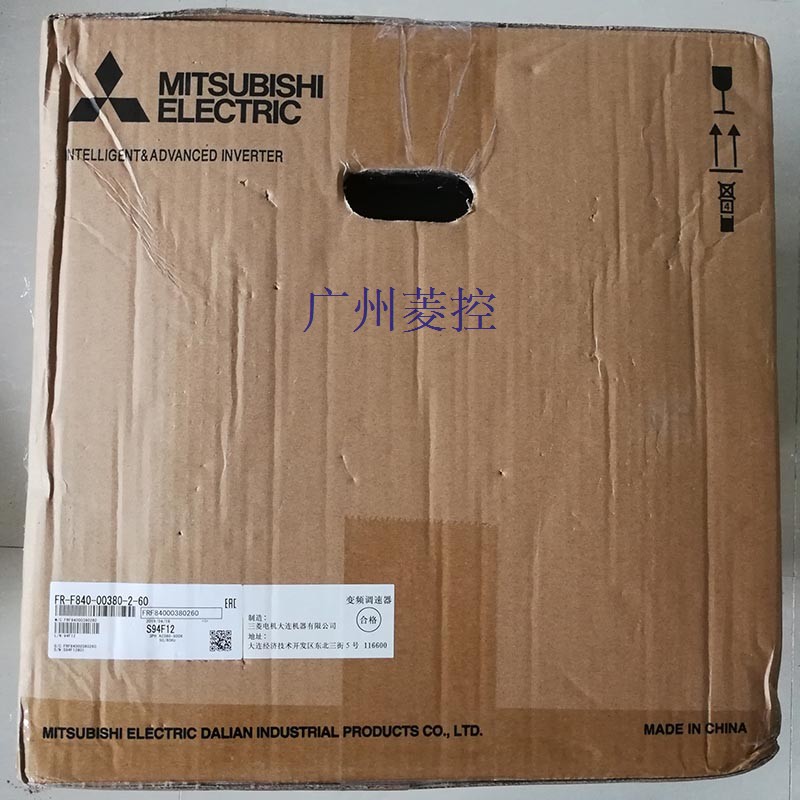 MITSUBISHI
ELECTRIC
INTELLIGENT&ADVANCED INVERTER
4
广州菱控
FR-F840-00380-2-60
EAC
变频调速器
FRF84000380260
S94F12
制造：
三菱电机大连机器有限公司
合格
地址：
大连经济技术开发区东北三街5号 116600
MITSUBISHI ELECTRIC DALIAN INDUSTRIAL PRODUCTS CO., LTD.
MADE IN CHINA